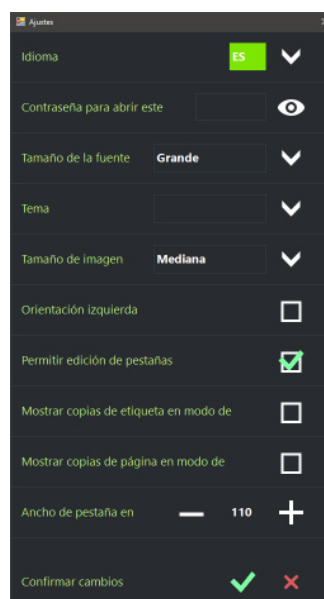 Ajustes
Idioma ES
Contraseña para abrir este
Tamaño de la fuente Grande
Tema
Tamaño de imagen Mediana
Orientación izquierda
Permitir edición de pestañas
Mostrar copias de etiqueta en modo de
Mostrar copias de página en modo de
Ancho de pestaña en 110
Confirmar cambios